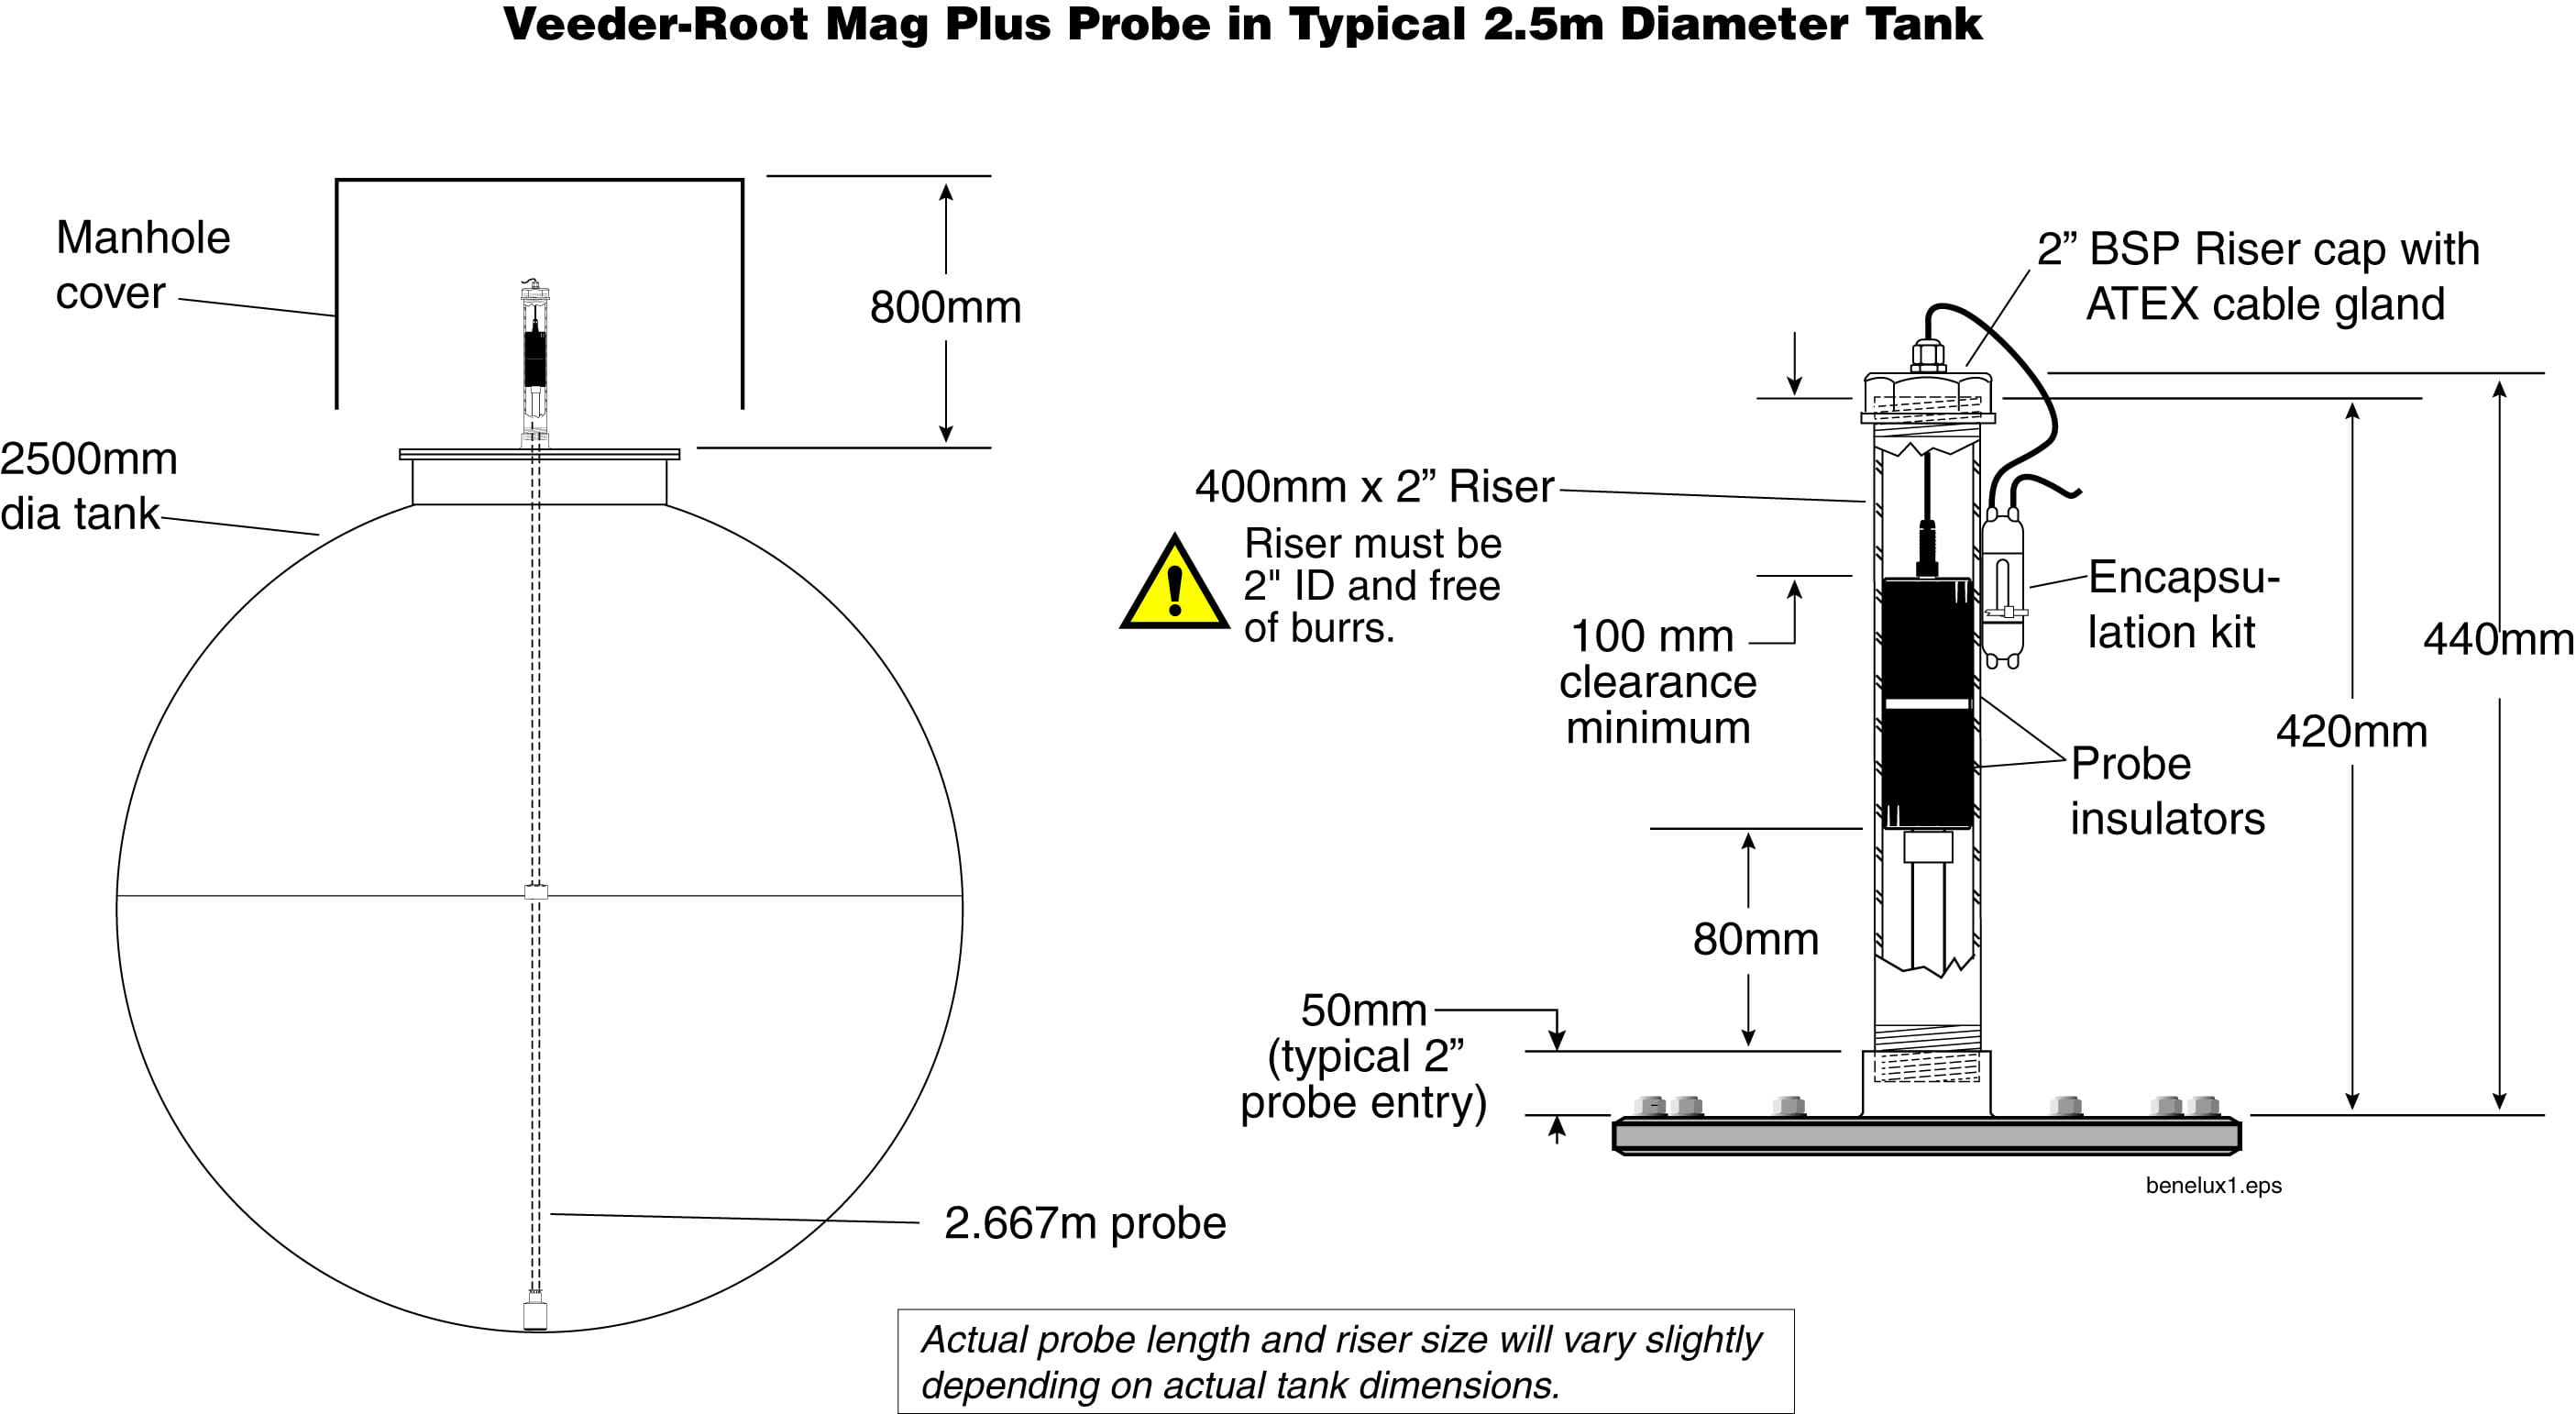 Veeder-Root Mag Plus Probe in Typical 2.5m Diameter Tank
Manhole
cover
800mm
2500mm
dia tank
2.667m probe
2” BSP Riser cap with
ATEX cable gland
400mm x 2” Riser
Riser must be
2" ID and free
of burrs.
100 mm
clearance
minimum
Encapsu-
lation kit
440mm
420mm
Probe
insulators
80mm
50mm
(typical 2”
probe entry)
benelux1.eps
Actual probe length and riser size will vary slightly
depending on actual tank dimensions.